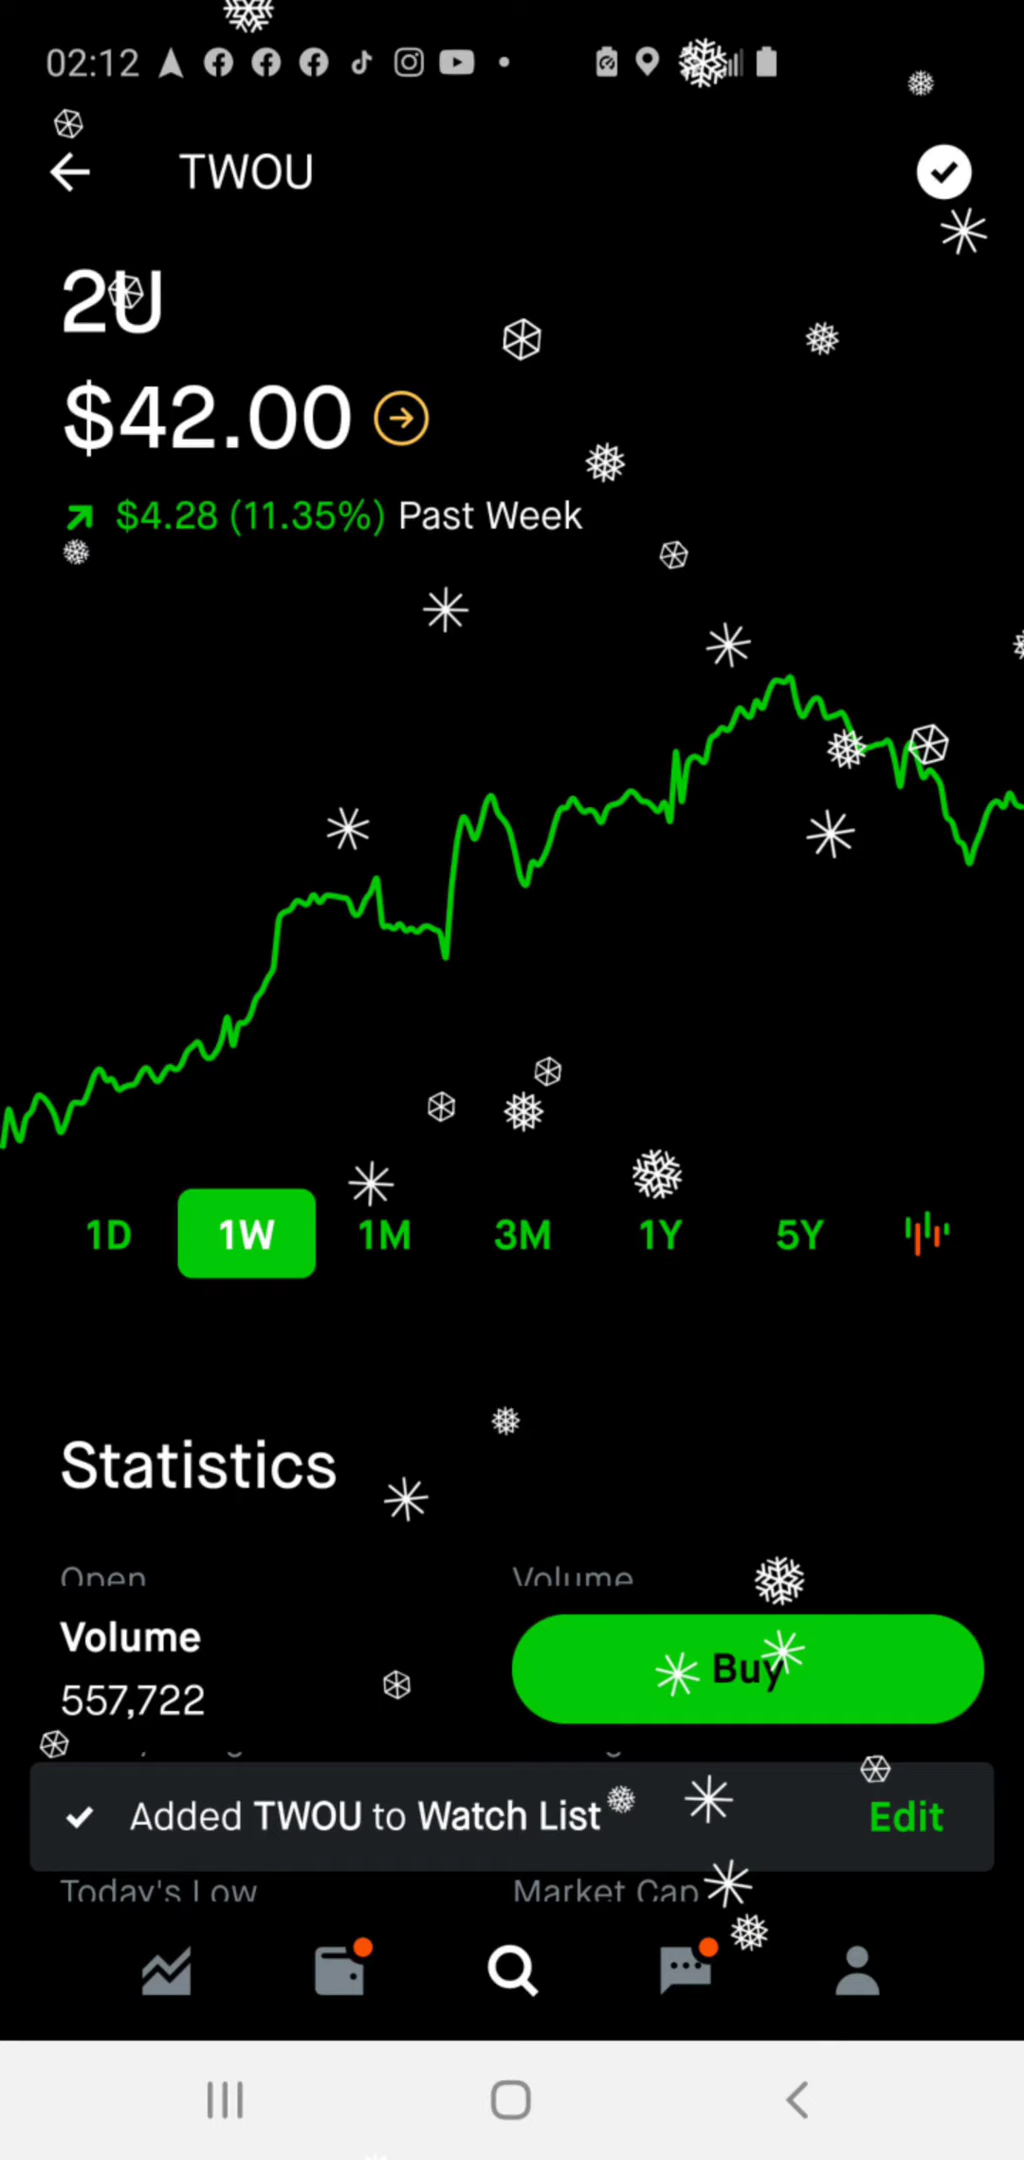 02:12
TWOU
2U
$42.00
$4.28 (11.35%) Past Week
1D 1W 1M 3M 1Y 5Y
Statistics
Open Volume
Volume
557,722
Buy
Added TWOU to Watch List Edit
Today's Low Market Cap